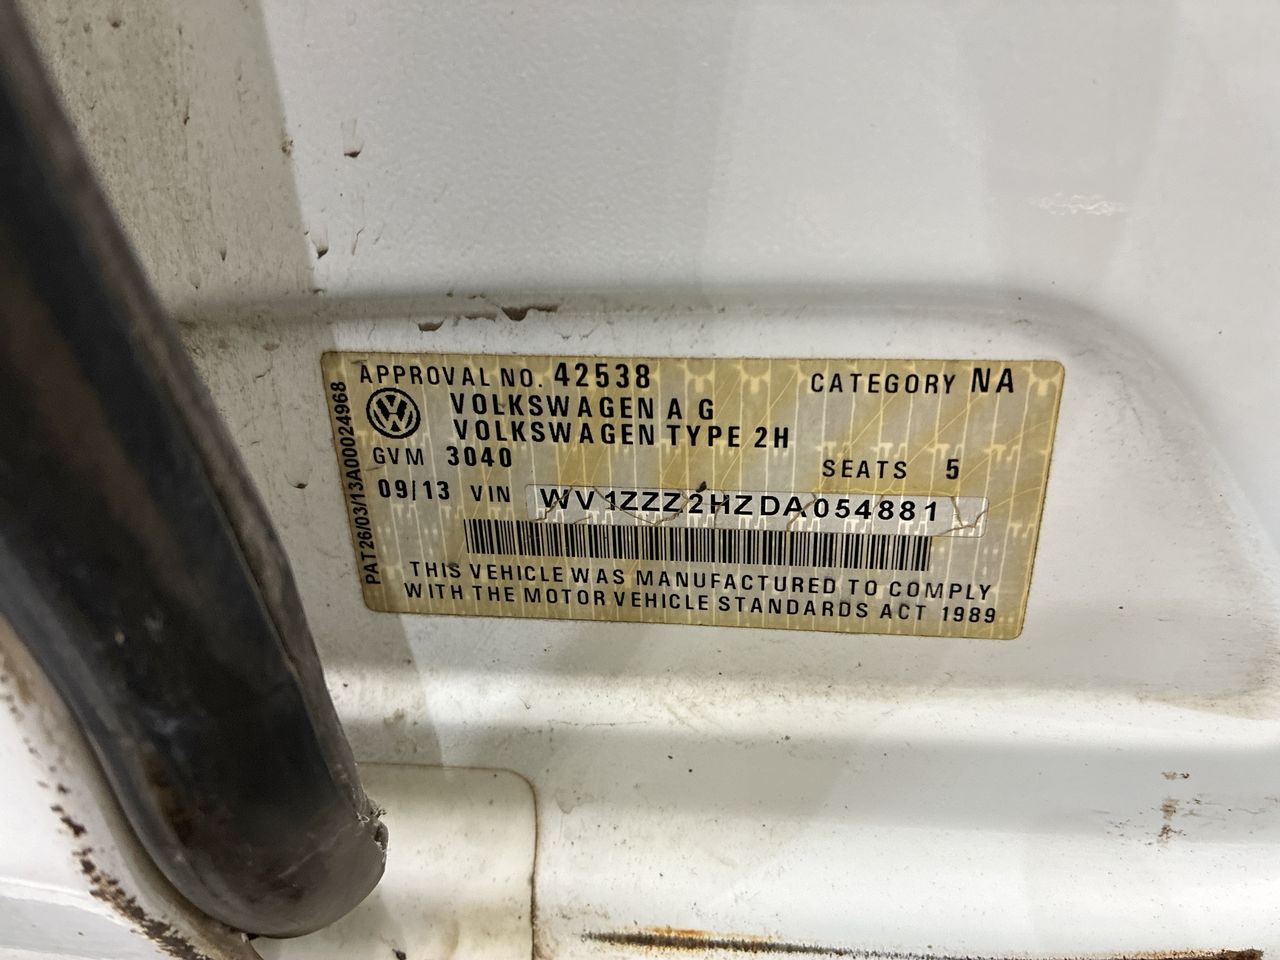 APPROVAL NO. 42538 CATEGORY NA
VOLKSWAGEN A G
VOLKSWAGEN TYPE 2H
GVM 3040 SEATS 5
09/13 VIN WV1ZZZ2HZDA054881
THIS VEHICLE WAS MANUFACTURED TO COMPLY
WITH THE MOTOR VEHICLE STANDARDS ACT 1989
PAT26/03/13A00024968